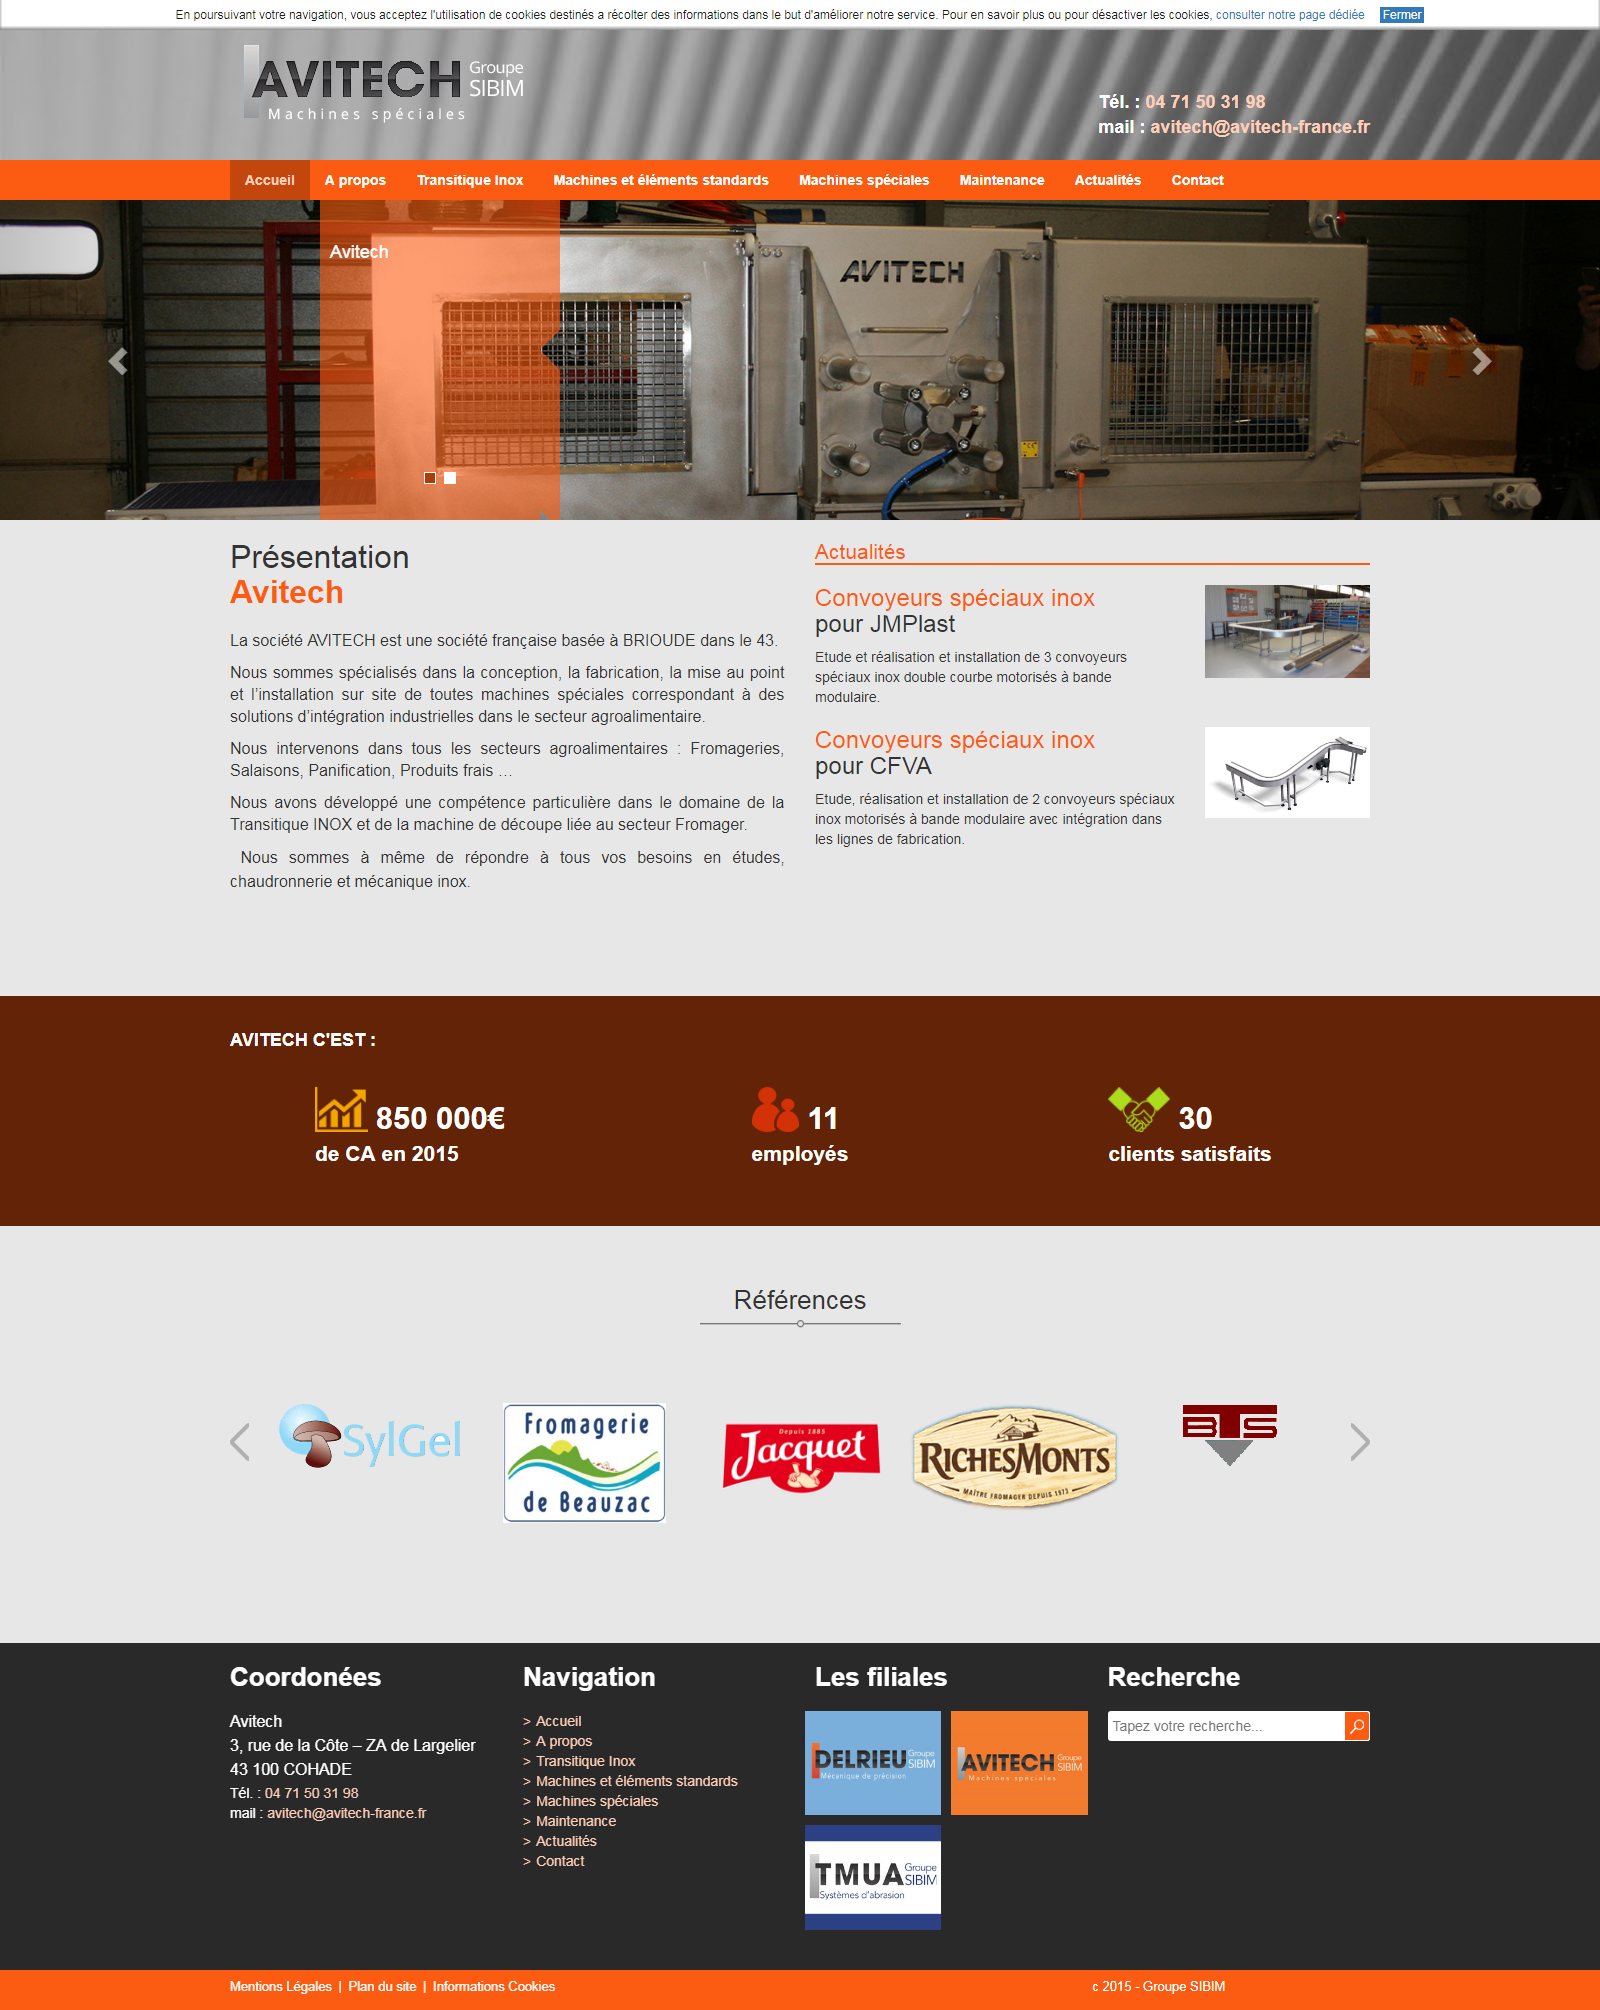 En poursuivant votre navigation, vous acceptez l'utilisation de cookies destinés a récolter des informations dans le but d'améliorer notre service. Pour en savoir plus ou pour désactiver les cookies, consulter notre page dédiée Fermer
AVITECH Groupe SIBIM
Machines spéciales
Tél. : 04 71 50 31 98
mail : avitech@avitech-france.fr
Accueil A propos Transitique Inox Machines et éléments standards Machines spéciales Maintenance Actualités Contact
Avitech
AVITECH
Présentation
Avitech
La société AVITECH est une société française basée à BRIOUDE dans le 43.
Nous sommes spécialisés dans la conception, la fabrication, la mise au point
et l’installation sur site de toutes machines spéciales correspondant à des
solutions d’intégration industrielles dans le secteur agroalimentaire.
Nous intervenons dans tous les secteurs agroalimentaires : Fromageries,
Salaisons, Panification, Produits frais …
Nous avons développé une compétence particulière dans le domaine de la
Transitique INOX et de la machine de découpe liée au secteur Fromager.
Nous sommes à même de répondre à tous vos besoins en études,
chaudronnerie et mécanique inox.
Actualités
Convoyeurs spéciaux inox
pour JMPlast
Etude et réalisation et installation de 3 convoyeurs
spéciaux inox double courbe motorisés à bande
modulaire.
Convoyeurs spéciaux inox
pour CFVA
Etude, réalisation et installation de 2 convoyeurs spéciaux
inox motorisés à bande modulaire avec intégration dans
les lignes de fabrication.
AVITECH C'EST :
850 000€
de CA en 2015
11
employés
30
clients satisfaits
Références
SylGel
Fromagerie
de Beauzac
Depuis 1885
Jacquet
RICHESMONTS
MAÎTRE FROMAGER DEPUIS 1973
BTS
Coordonées
Avitech
3, rue de la Côte – ZA de Largelier
43 100 COHADE
Tél. : 04 71 50 31 98
mail : avitech@avitech-france.fr
Navigation
> Accueil
> A propos
> Transitique Inox
> Machines et éléments standards
> Machines spéciales
> Maintenance
> Actualités
> Contact
Les filiales
DELRIEU Groupe SIBIM
Mécanique de précision
AVITECH Groupe SIBIM
Machines spéciales
TMUA Groupe SIBIM
Systèmes d'abrasion
Recherche
Tapez votre recherche...
Mentions Légales | Plan du site | Informations Cookies
c 2015 - Groupe SIBIM